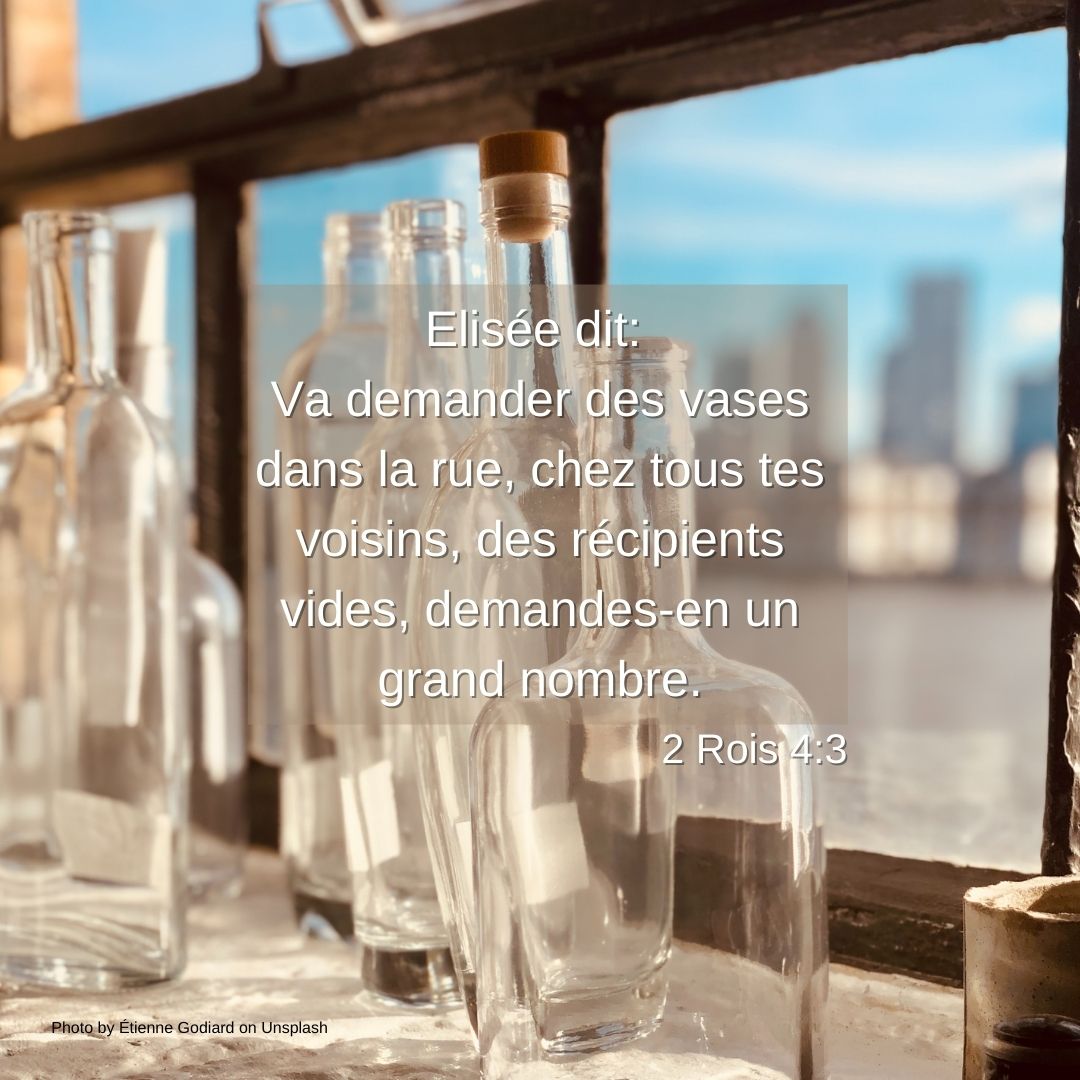 Elisée dit:
Va demander des vases
dans la rue, chez tous tes
voisins, des récipients
vides, demandes-en un
grand nombre.
2 Rois 4:3
Photo by Étienne Godiard on Unsplash